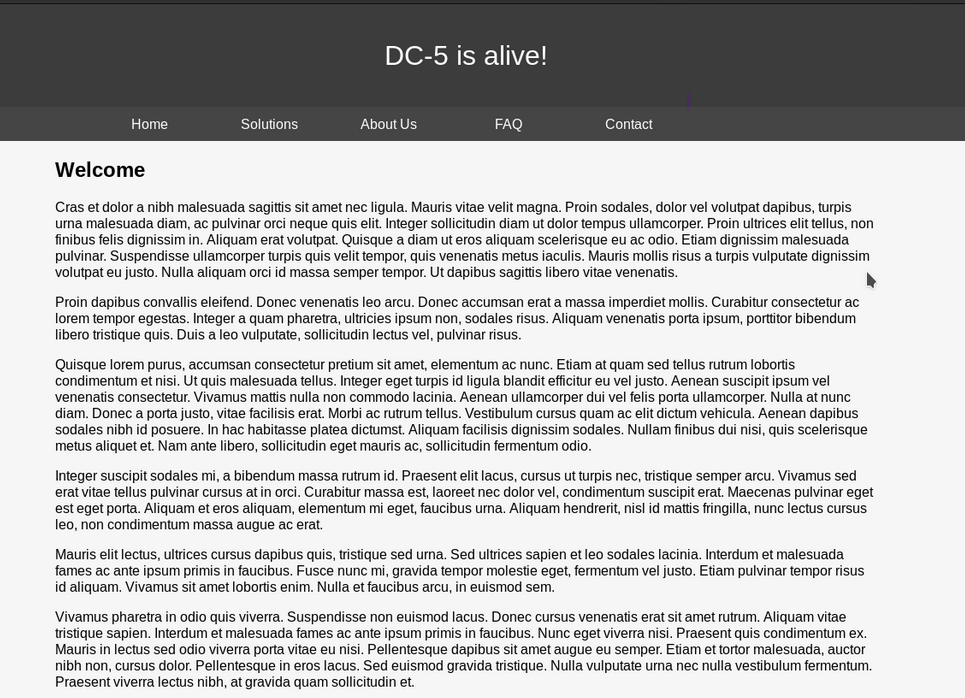 DC-5 is alive!
Home Solutions About Us FAQ Contact
Welcome
Cras et dolor a nibh malesuada sagittis sit amet nec ligula. Mauris vitae velit magna. Proin sodales, dolor vel volutpat dapibus, turpis
urna malesuada diam, ac pulvinar orci neque quis elit. Integer sollicitudin diam ut dolor tempus ullamcorper. Proin ultrices elit tellus, non
finibus felis dignissim in. Aliquam erat volutpat. Quisque a diam ut eros aliquam scelerisque eu ac odio. Etiam dignissim malesuada
pulvinar. Suspendisse ullamcorper turpis quis velit tempor, quis venenatis metus iaculis. Mauris mollis risus a turpis vulputate dignissim
volutpat eu justo. Nulla aliquam orci id massa semper tempor. Ut dapibus sagittis libero vitae venenatis.
Proin dapibus convallis eleifend. Donec venenatis leo arcu. Donec accumsan erat a massa imperdiet mollis. Curabitur consectetur ac
lorem tempor egestas. Integer a quam pharetra, ultricies ipsum non, sodales risus. Aliquam venenatis porta ipsum, porttitor bibendum
libero tristique quis. Duis a leo vulputate, sollicitudin lectus vel, pulvinar risus.
Quisque lorem purus, accumsan consectetur pretium sit amet, elementum ac nunc. Etiam at quam sed tellus rutrum lobortis
condimentum et nisi. Ut quis malesuada tellus. Integer eget turpis id ligula blandit efficitur eu vel justo. Aenean suscipit ipsum vel
venenatis consectetur. Vivamus mattis nulla non commodo lacinia. Aenean ullamcorper dui vel felis porta ullamcorper. Nulla at nunc
diam. Donec a porta justo, vitae facilisis erat. Morbi ac rutrum tellus. Vestibulum cursus quam ac elit dictum vehicula. Aenean dapibus
sodales nibh id posuere. In hac habitasse platea dictumst. Aliquam facilisis dignissim sodales. Nullam finibus dui nisi, quis scelerisque
metus aliquet et. Nam ante libero, sollicitudin eget mauris ac, sollicitudin fermentum odio.
Integer suscipit sodales mi, a bibendum massa rutrum id. Praesent elit lacus, cursus ut turpis nec, tristique semper arcu. Vivamus sed
erat vitae tellus pulvinar cursus at in orci. Curabitur massa est, laoreet nec dolor vel, condimentum suscipit erat. Maecenas pulvinar eget
est eget porta. Aliquam et eros aliquam, elementum mi eget, faucibus urna. Aliquam hendrerit, nisl id mattis fringilla, nunc lectus cursus
leo, non condimentum massa augue ac erat.
Mauris elit lectus, ultrices cursus dapibus quis, tristique sed urna. Sed ultrices sapien et leo sodales lacinia. Interdum et malesuada
fames ac ante ipsum primis in faucibus. Fusce nunc mi, gravida tempor molestie eget, fermentum vel justo. Etiam pulvinar tempor risus
id aliquam. Vivamus sit amet lobortis enim. Nulla et faucibus arcu, in euismod sem.
Vivamus pharetra in odio quis viverra. Suspendisse non euismod lacus. Donec cursus venenatis erat sit amet rutrum. Aliquam vitae
tristique sapien. Interdum et malesuada fames ac ante ipsum primis in faucibus. Nunc eget viverra nisi. Praesent quis condimentum ex.
Mauris in lectus sed odio viverra porta vitae eu nisi. Pellentesque dapibus sit amet augue eu semper. Etiam et tortor malesuada, auctor
nibh non, cursus dolor. Pellentesque in eros lacus. Sed euismod gravida tristique. Nulla vulputate urna nec nulla vestibulum fermentum.
Praesent viverra lectus nibh, at gravida quam sollicitudin et.